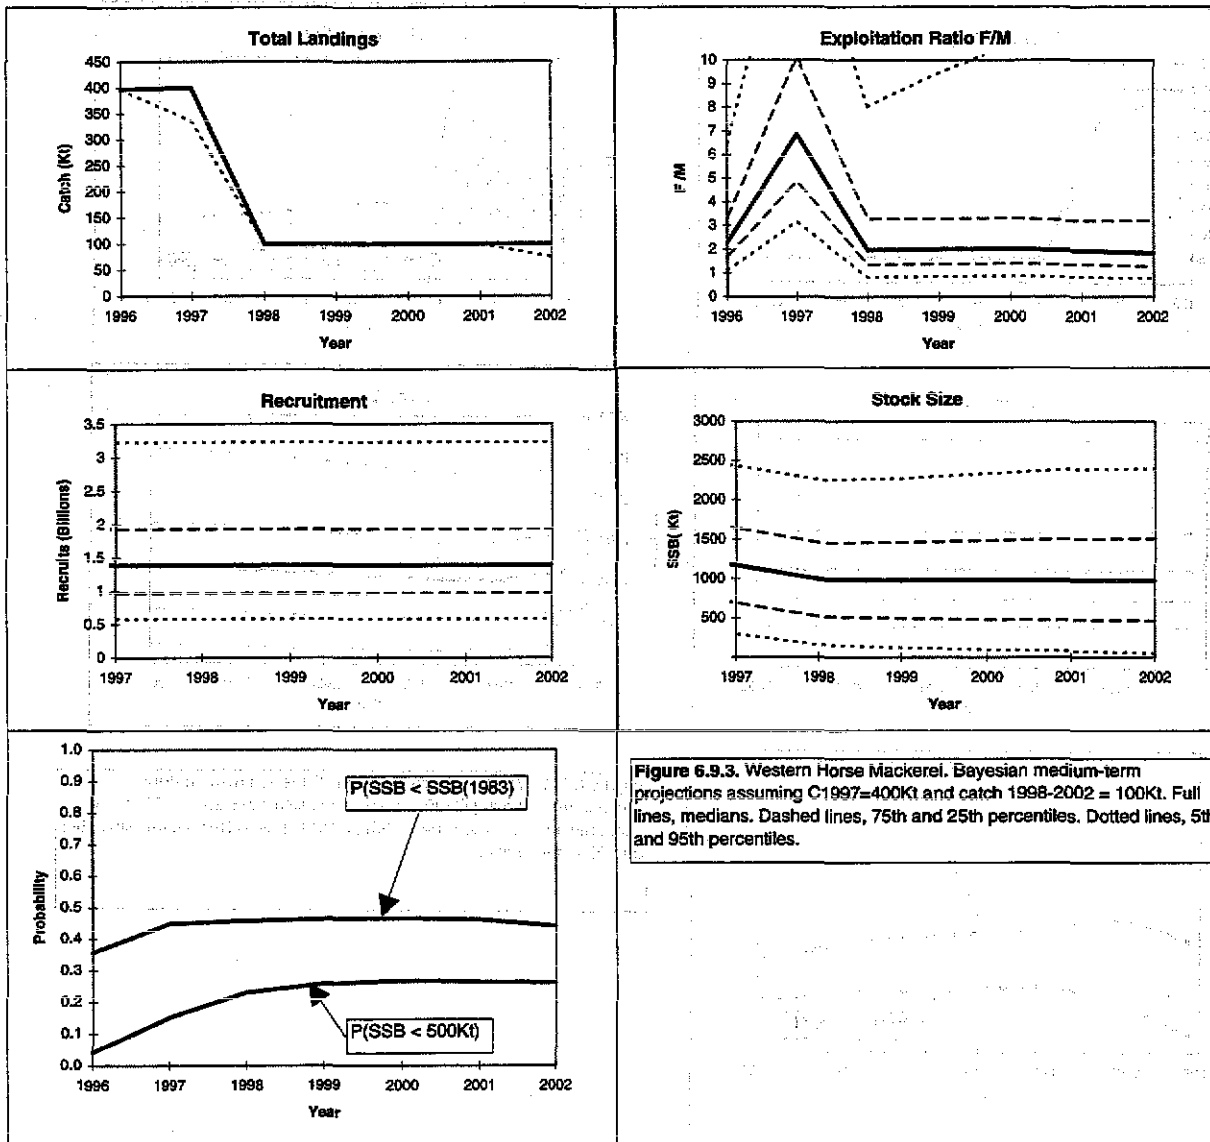 Total Landings
450
400
350
300
250
200
150
100
50
0
Catch (Kt)
1996 1997 1998 1999 2000 2001 2002
Year
Exploitation Ratio F/M
10
9
8
7
6
5
4
3
2
1
0
F/M
1996 1997 1998 1999 2000 2001 2002
Year
Recruitment
3.5
3
2.5
2
1.5
1
0.5
0
Recruits (Billions)
1997 1998 1999 2000 2001 2002
Year
Stock Size
3000
2500
2000
1500
1000
500
SSB( Kt)
1997 1998 1999 2000 2001 2002
Year
1.0
0.9
0.8
0.7
0.6
0.5
0.4
0.3
0.2
0.1
0.0
Probability
P(SSB < SSB(1983)
P(SSB < 500Kt)
1996 1997 1998 1999 2000 2001 2002
Year
Figure 6.9.3. Western Horse Mackerel. Bayesian medium-term
projections assuming C1997=400Kt and catch 1998-2002 = 100Kt. Full
lines, medians. Dashed lines, 75th and 25th percentiles. Dotted lines, 5th
and 95th percentiles.